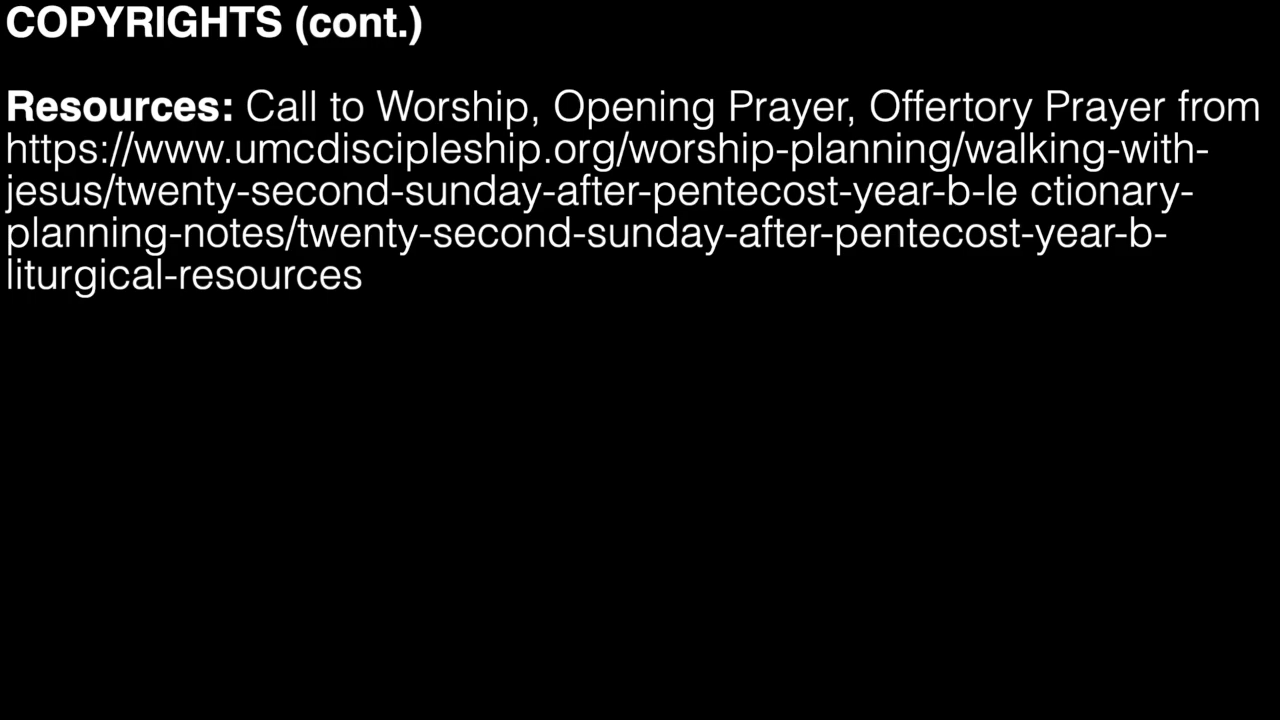 COPYRIGHTS (cont.)
Resources: Call to Worship, Opening Prayer, Offertory Prayer from
https://www.umcdiscipleship.org/worship-planning/walking-with-
jesus/twenty-second-sunday-after-pentecost-year-b-le ctionary-
planning-notes/twenty-second-sunday-after-pentecost-year-b-
liturgical-resources